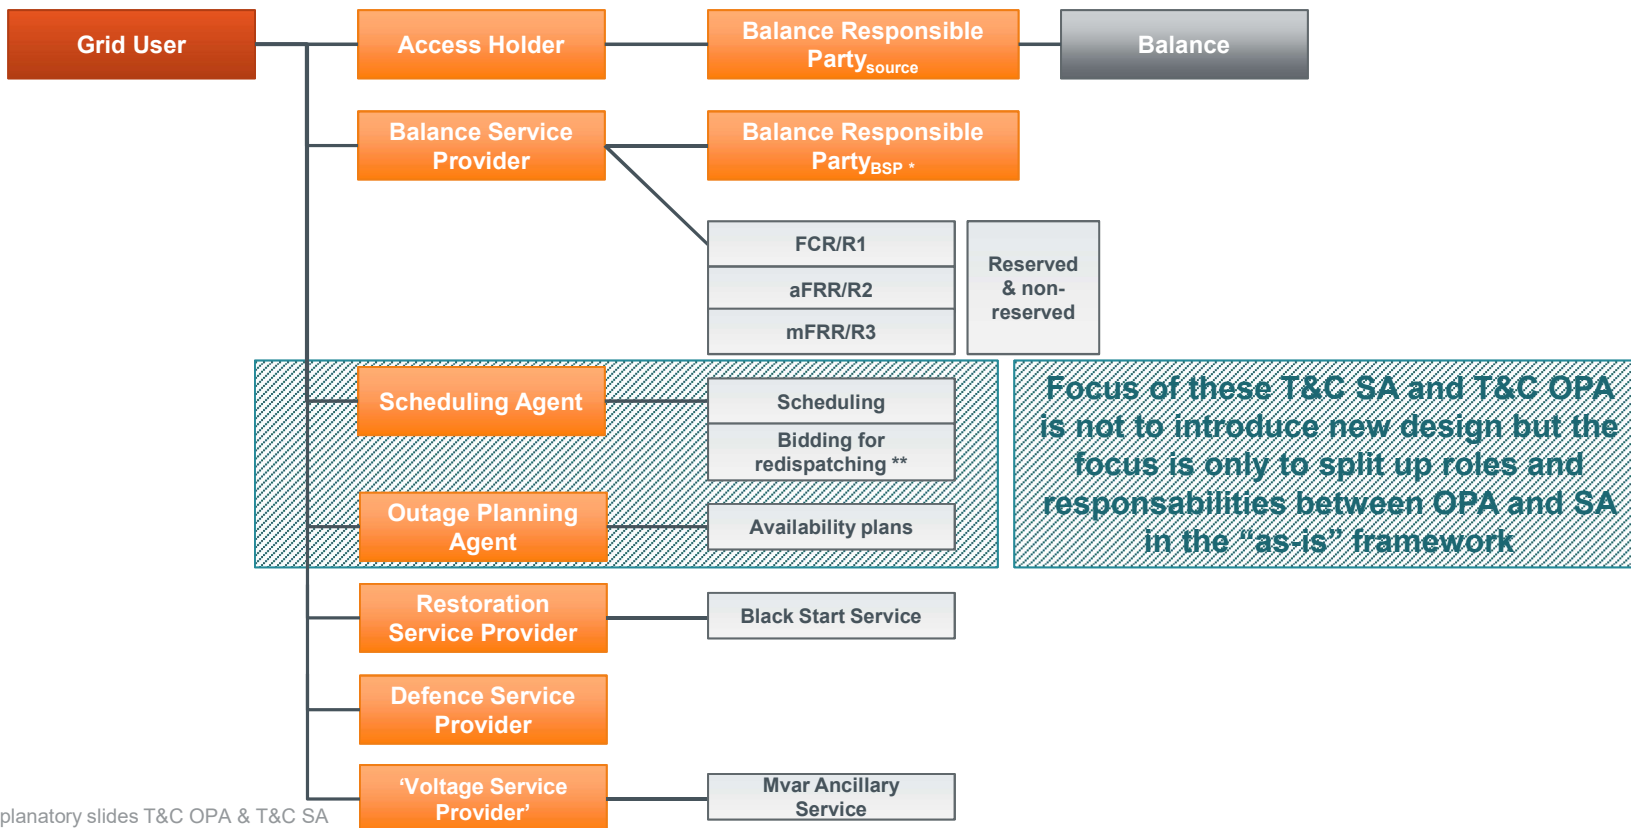 Grid User
Access Holder
Balance Responsible
Party source
Balance
Balance Service
Provider
Balance Responsible
Party BSP *
FCR/R1
aFRR/R2
mFRR/R3
Reserved
& non-
reserved
Scheduling Agent
Scheduling
Bidding for
redispatching **
Outage Planning
Agent
Availability plans
Focus of these T&C SA and T&C OPA
is not to introduce new design but the
focus is only to split up roles and
responsabilities between OPA and SA
in the “as-is” framework
Restoration
Service Provider
Black Start Service
Defence Service
Provider
‘Voltage Service
Provider’
Mvar Ancillary
Service
planatory slides T&C OPA & T&C SA